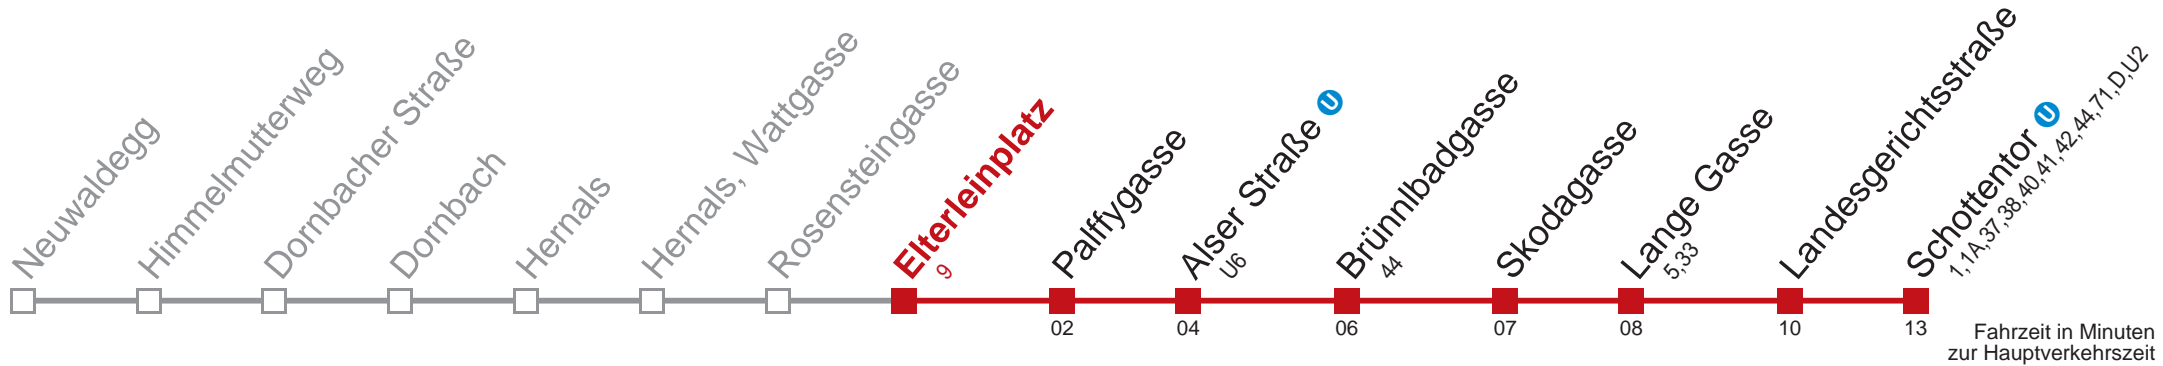 Neuwaldegg
Himmelmutterweg
Dornbacher Straße
Dornbach
Hernals
Hernals, Wattgasse
Rosensteingasse
Elterleinplatz
9
Palffygasse
02
Alser Straße U
U6
04
Brünnlbadgasse
44
06
Skodagasse
07
Lange Gasse
5,33
08
Landesgerichtsstraße
10
Schottentor U
1,1A,37,38,40,41,42,44,71,D,U2
13
Fahrzeit in Minuten
zur Hauptverkehrszeit